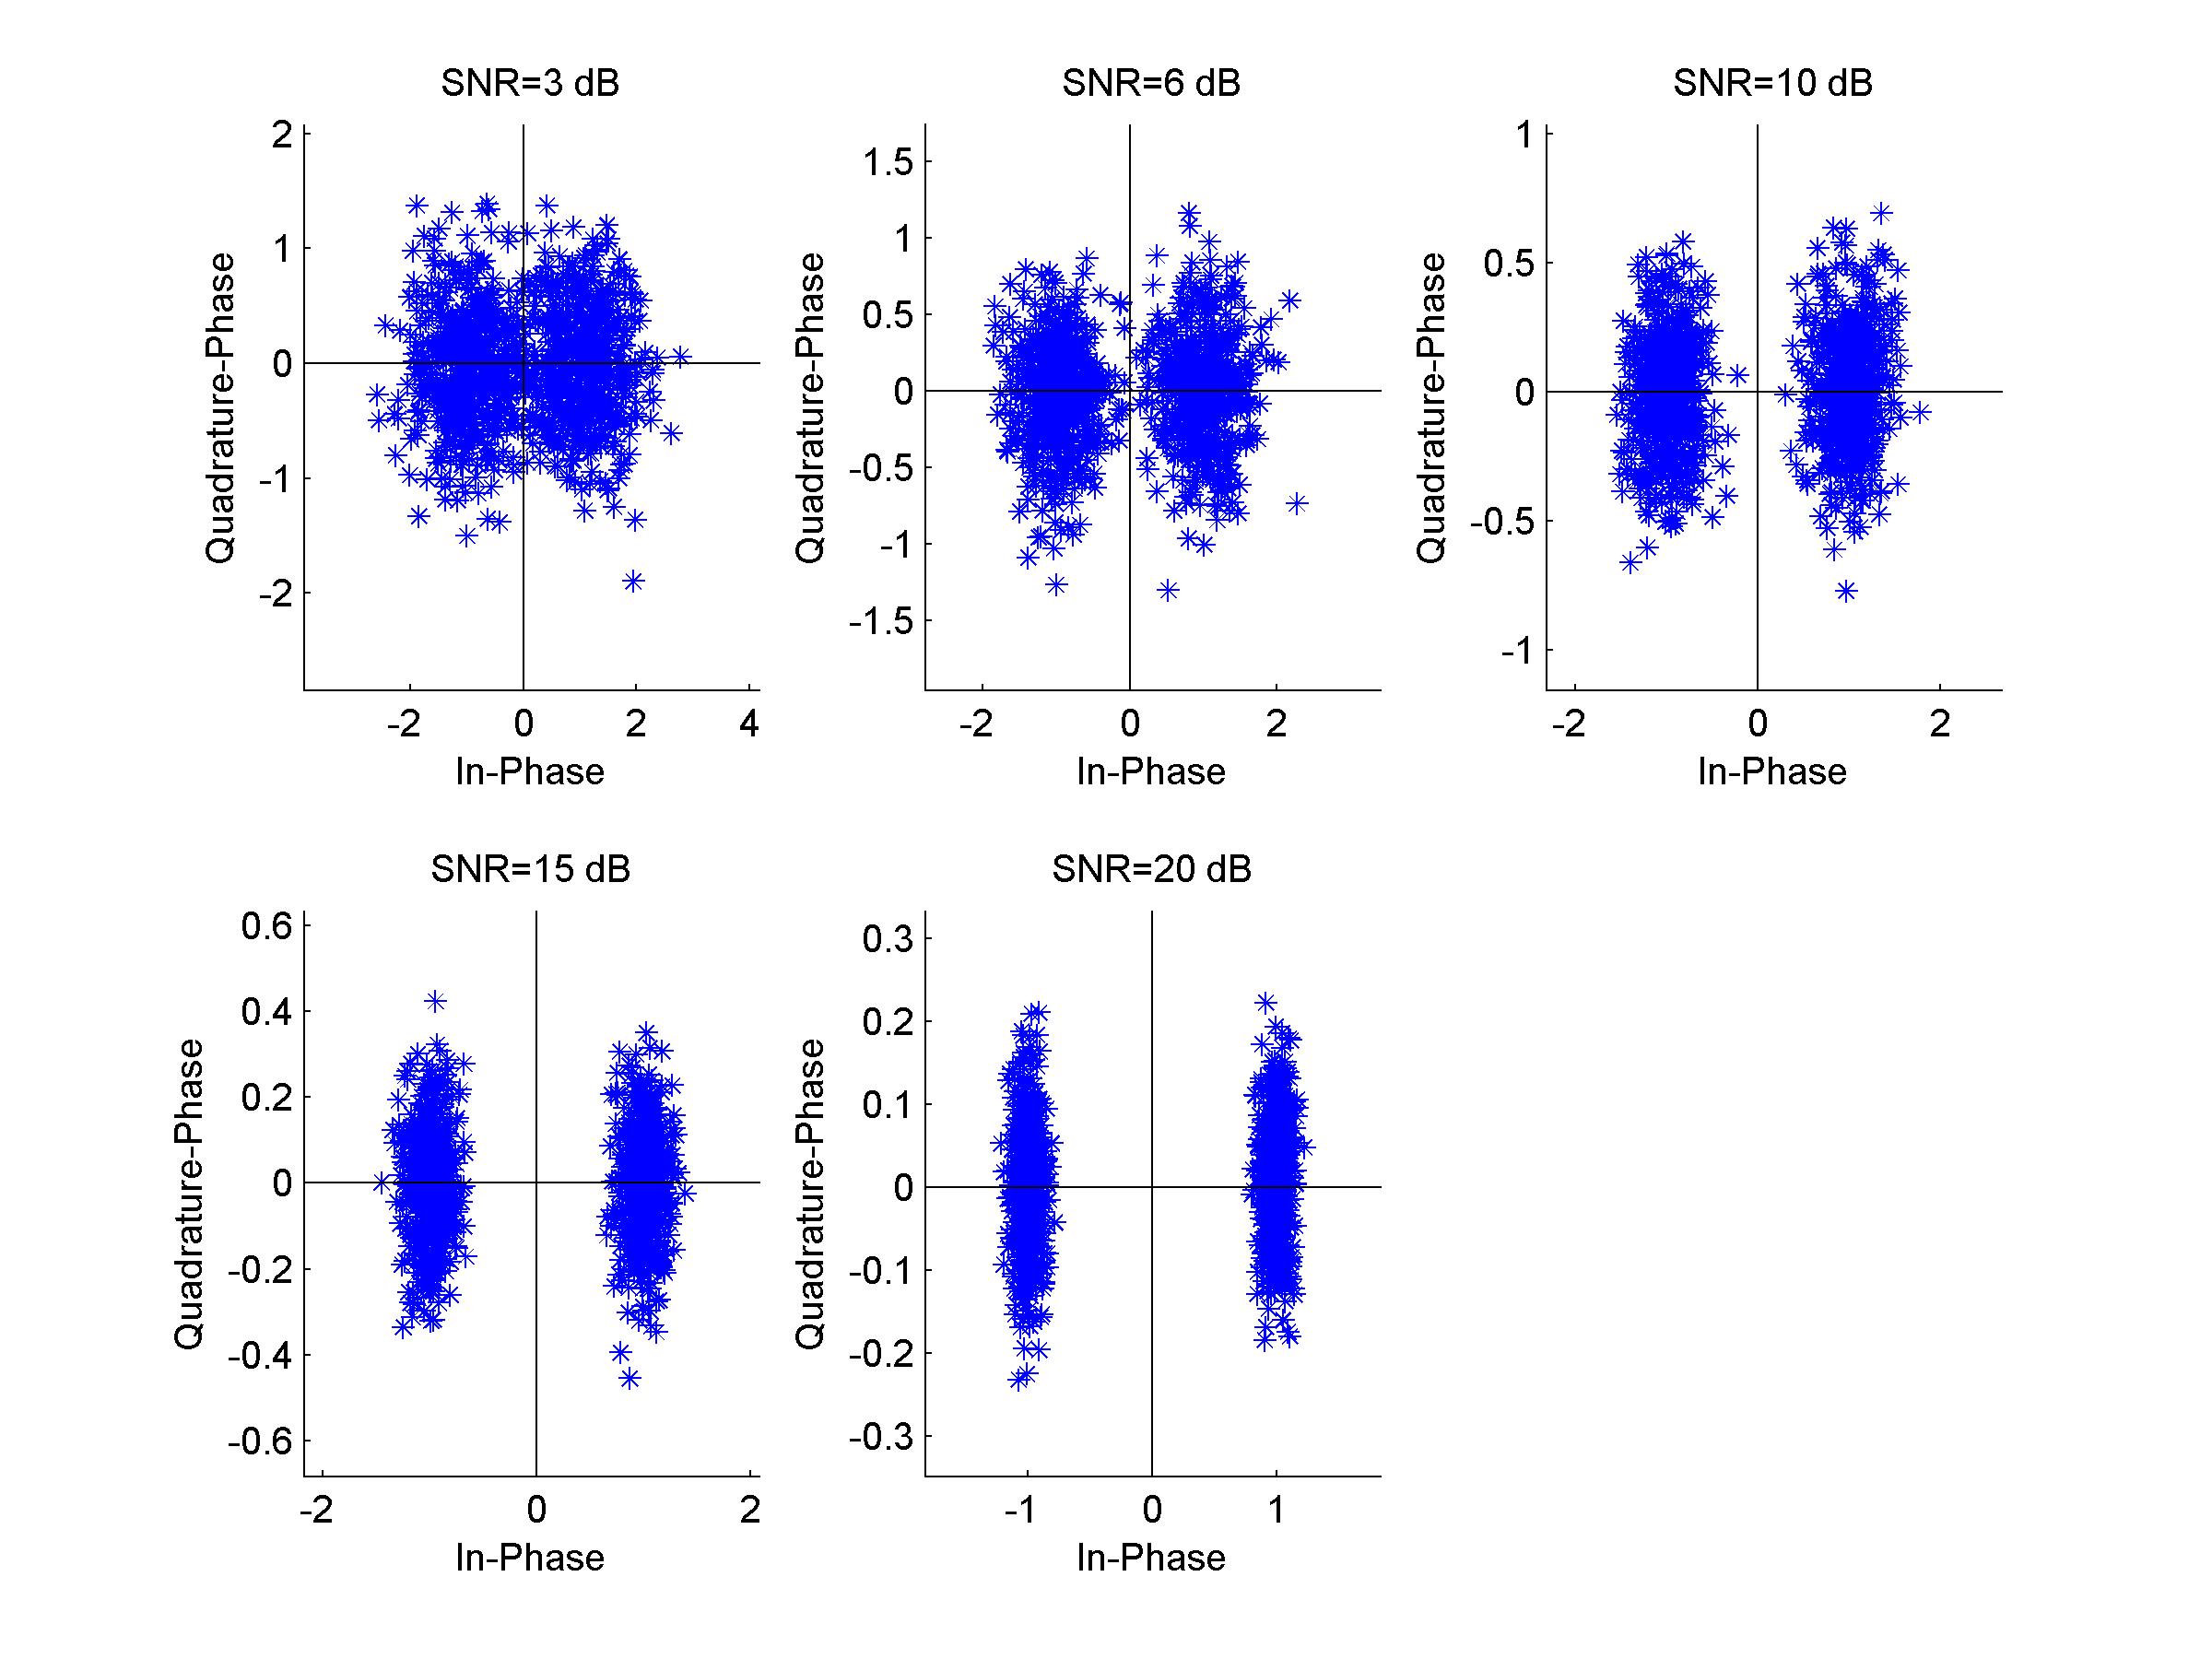 SNR=3 dB
2
1
0
-1
-2
Quadrature-Phase
-2 0 2 4
In-Phase
SNR=6 dB
1.5
1
0.5
0
-0.5
-1
-1.5
Quadrature-Phase
-2 0 2
In-Phase
SNR=10 dB
1
0.5
0
-0.5
-1
Quadrature-Phase
-2 0 2
In-Phase
SNR=15 dB
0.6
0.4
0.2
0
-0.2
-0.4
-0.6
Quadrature-Phase
-2 0 2
In-Phase
SNR=20 dB
0.3
0.2
0.1
0
-0.1
-0.2
-0.3
Quadrature-Phase
-1 0 1
In-Phase